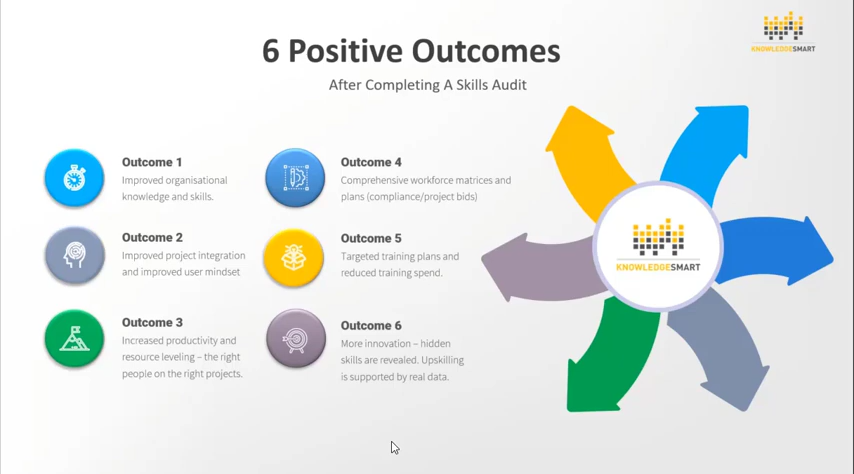 KNOWLEDGESMART
6 Positive Outcomes
After Completing A Skills Audit
Outcome 1
Improved organisational
knowledge and skills.
Outcome 2
Improved project integration
and improved user mindset
Outcome 3
Increased productivity and
resource leveling – the right
people on the right projects.
Outcome 4
Comprehensive workforce matrices and
plans (compliance/project bids)
Outcome 5
Targeted training plans and
reduced training spend.
Outcome 6
More innovation – hidden
skills are revealed. Upskilling
is supported by real data.
KNOWLEDGESMART